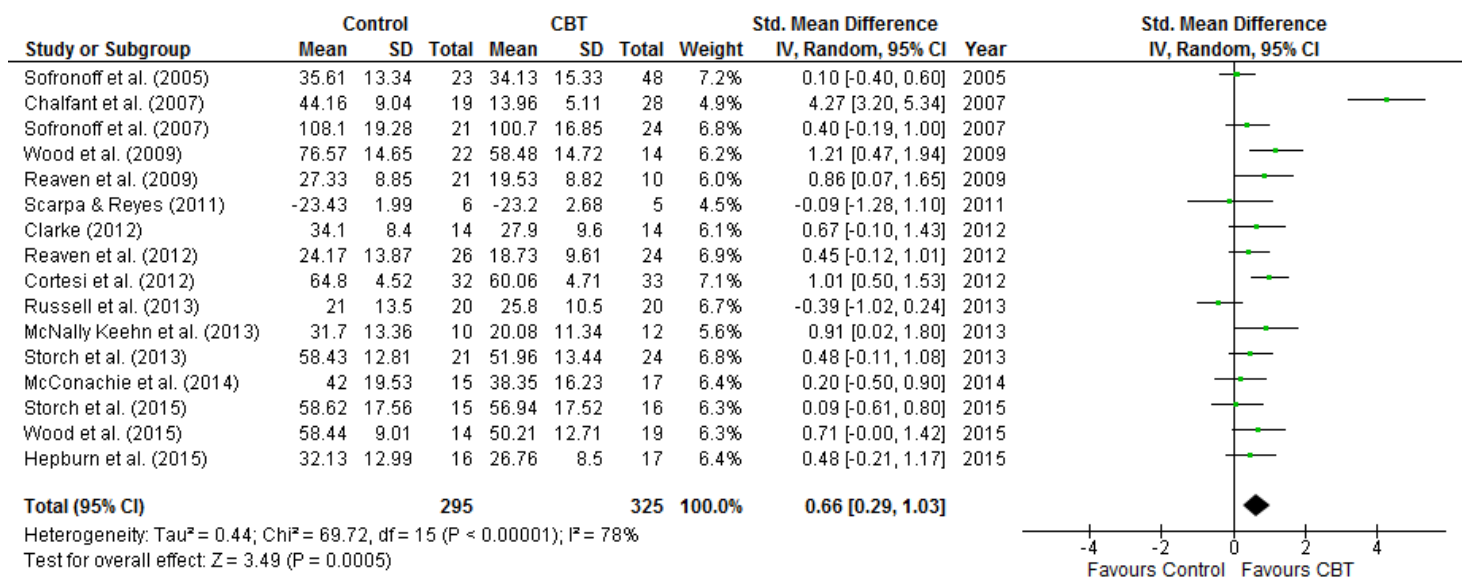 Control CBT Std. Mean Difference Std. Mean Difference
Study or Subgroup Mean SD Total Mean SD Total Weight IV, Random, 95% CI Year IV, Random, 95% CI
Sofronoff et al. (2005) 35.61 13.34 23 34.13 15.33 48 7.2% 0.10 [-0.40, 0.60] 2005
Chalfant et al. (2007) 44.16 9.04 19 13.96 5.11 28 4.9% 4.27 [3.20, 5.34] 2007
Sofronoff et al. (2007) 108.1 19.28 21 100.7 16.85 24 6.8% 0.40 [-0.19, 1.00] 2007
Wood et al. (2009) 76.57 14.65 22 58.48 14.72 14 6.2% 1.21 [0.47, 1.94] 2009
Reaven et al. (2009) 27.33 8.85 21 19.53 8.82 10 6.0% 0.86 [0.07, 1.65] 2009
Scarpa & Reyes (2011) -23.43 1.99 6 -23.2 2.68 5 4.5% -0.09 [-1.28, 1.10] 2011
Clarke (2012) 34.1 8.4 14 27.9 9.6 14 6.1% 0.67 [-0.10, 1.43] 2012
Reaven et al. (2012) 24.17 13.87 26 18.73 9.61 24 6.9% 0.45 [-0.12, 1.01] 2012
Cortesi et al. (2012) 64.8 4.52 32 60.06 4.71 33 7.1% 1.01 [0.50, 1.53] 2012
Russell et al. (2013) 21 13.5 20 25.8 10.5 20 6.7% -0.39 [-1.02, 0.24] 2013
McNally Keehn et al. (2013) 31.7 13.36 10 20.08 11.34 12 5.6% 0.91 [0.02, 1.80] 2013
Storch et al. (2013) 58.43 12.81 21 51.96 13.44 24 6.8% 0.48 [-0.11, 1.08] 2013
McConachie et al. (2014) 42 19.53 15 38.35 16.23 17 6.4% 0.20 [-0.50, 0.90] 2014
Storch et al. (2015) 58.62 17.56 15 56.94 17.52 16 6.3% 0.09 [-0.61, 0.80] 2015
Wood et al. (2015) 58.44 9.01 14 50.21 12.71 19 6.3% 0.71 [-0.00, 1.42] 2015
Hepburn et al. (2015) 32.13 12.99 16 26.76 8.5 17 6.4% 0.48 [-0.21, 1.17] 2015
Total (95% CI) 295 325 100.0% 0.66 [0.29, 1.03]
Heterogeneity: Tau² = 0.44; Chi² = 69.72, df = 15 (P < 0.00001); I² = 78%
Test for overall effect: Z = 3.49 (P = 0.0005)
-4 -2 0 2 4
Favours Control Favours CBT